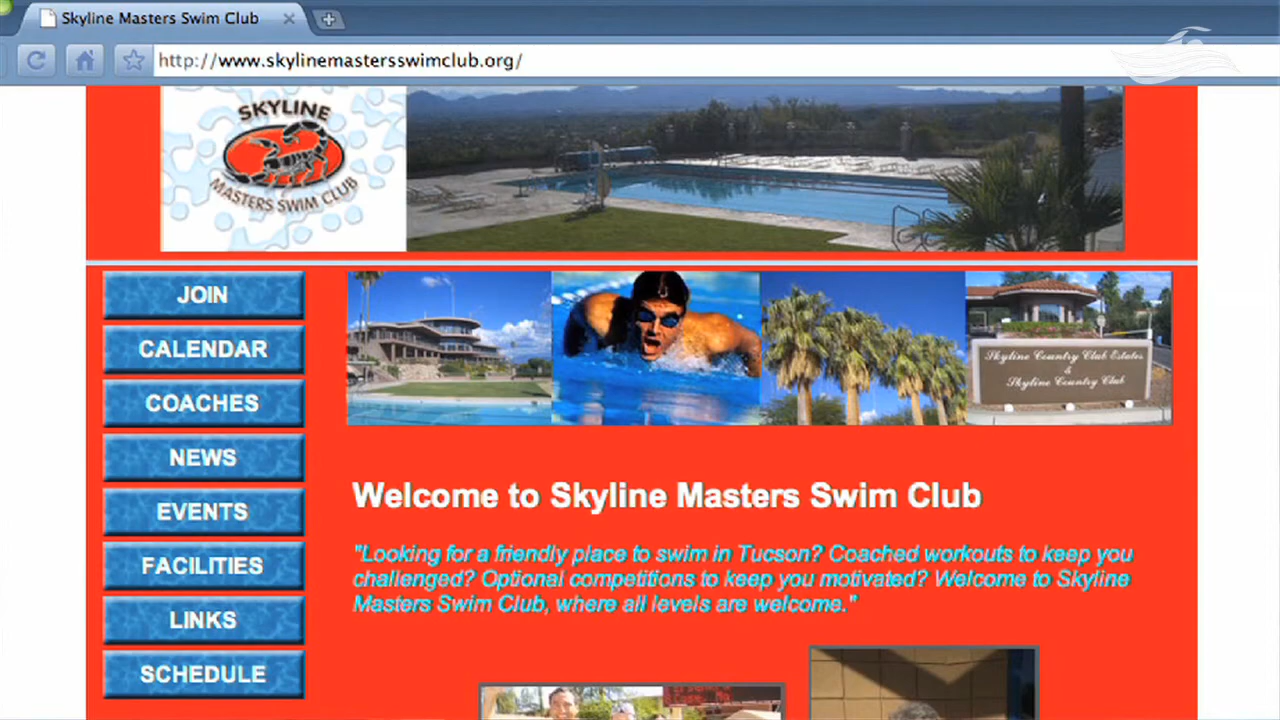 Skyline Masters Swim Club
http://www.skylinemastersswimclub.org/
SKYLINE
MASTERS SWIM CLUB
JOIN
CALENDAR
COACHES
NEWS
EVENTS
FACILITIES
LINKS
SCHEDULE
Skyline Country Club Estates
&
Skyline Country Club
Welcome to Skyline Masters Swim Club
"Looking for a friendly place to swim in Tucson? Coached workouts to keep you
challenged? Optional competitions to keep you motivated? Welcome to Skyline
Masters Swim Club, where all levels are welcome."